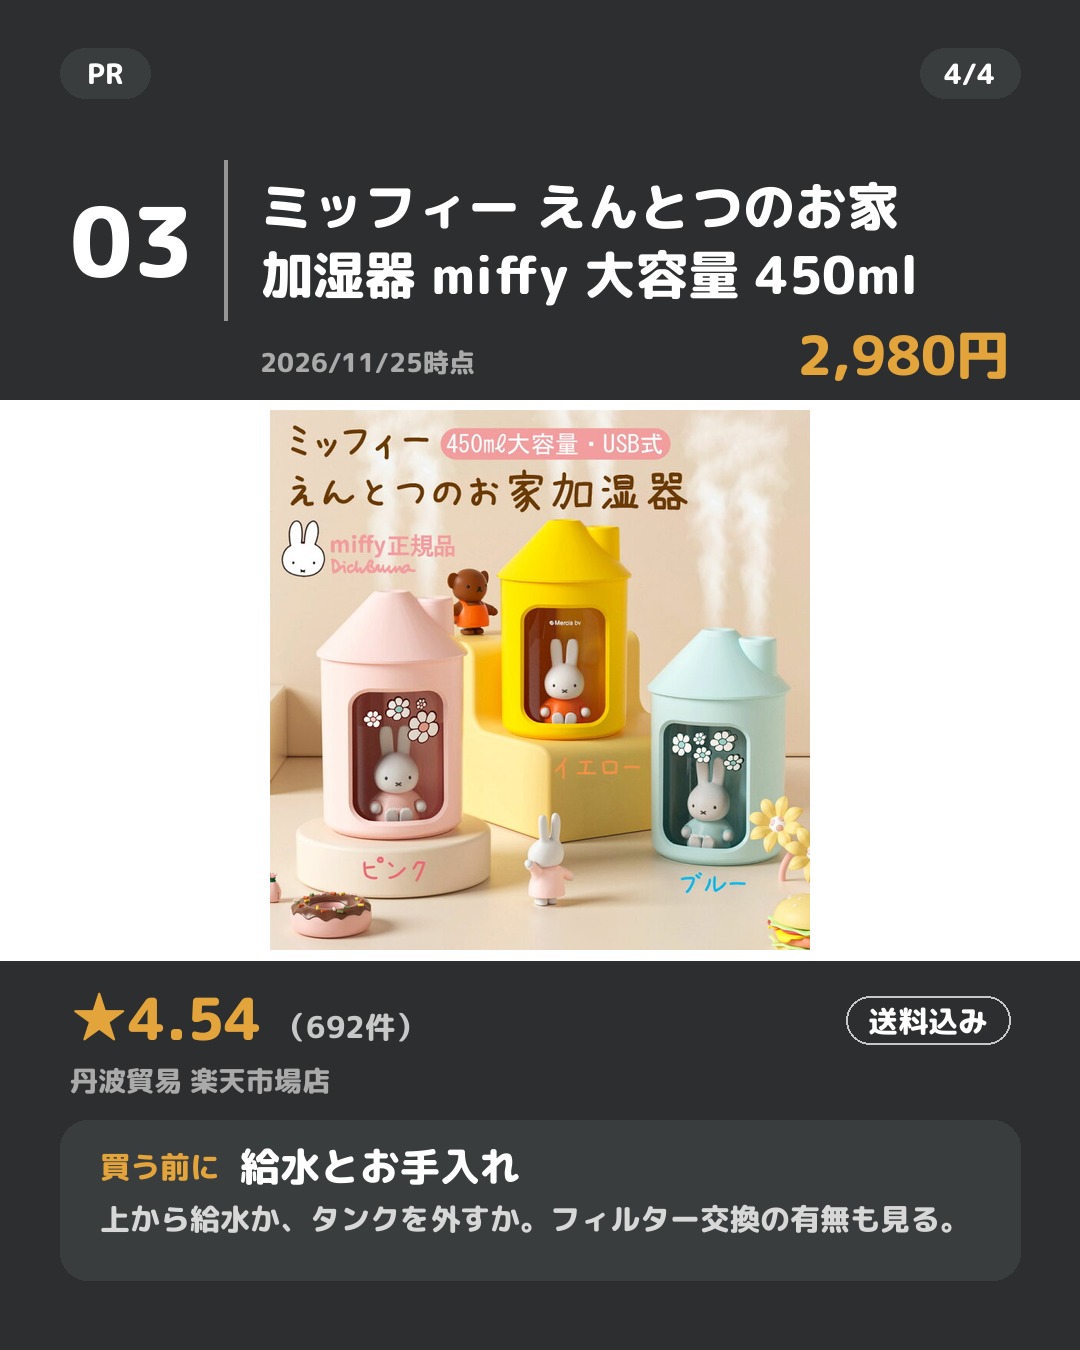 PR
4/4
03
ミッフィー えんとつのお家
加湿器 miffy 大容量 450ml
2026/11/25時点
2,980円
ミッフィー 450mℓ大容量・USB式
えんとつのお家加湿器
miffy正規品
Dick Bruna
Mercis bv
イエロー
ピンク
ブルー
★4.54 (692件)
送料込み
丹波貿易 楽天市場店
買う前に 給水とお手入れ
上から給水か、タンクを外すか。フィルター交換の有無も見る。